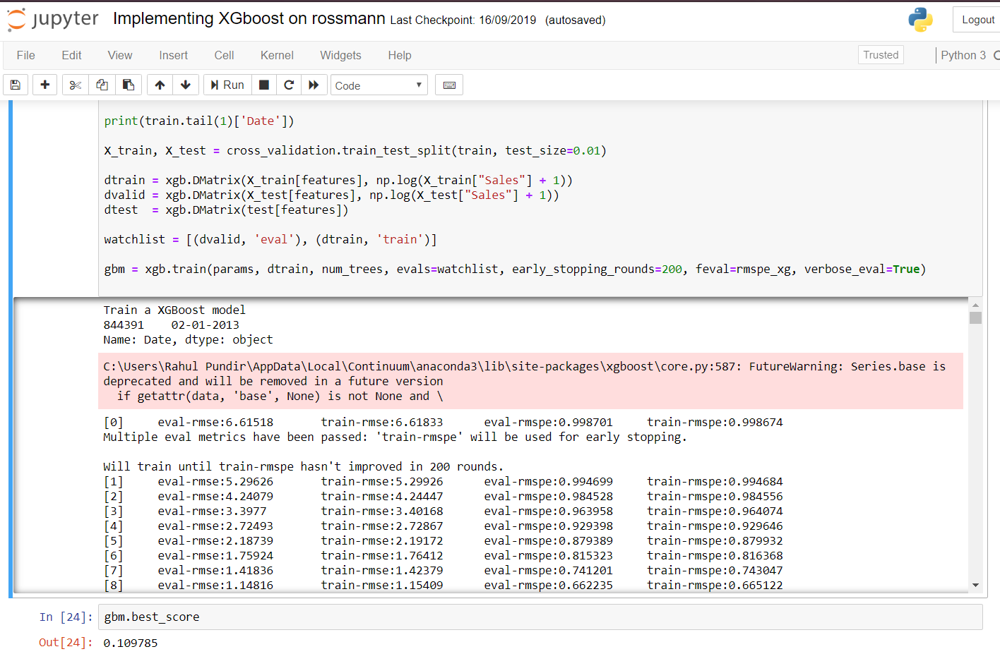 jupyter Implementing XGboost on rossmann Last Checkpoint: 16/09/2019 (autosaved) Logout
File Edit View Insert Cell Kernel Widgets Help Trusted Python 3
Run Code
print(train.tail(1)['Date'])
X_train, X_test = cross_validation.train_test_split(train, test_size=0.01)
dtrain = xgb.DMatrix(X_train[features], np.log(X_train["Sales"] + 1))
dvalid = xgb.DMatrix(X_test[features], np.log(X_test["Sales"] + 1))
dtest  = xgb.DMatrix(test[features])
watchlist = [(dvalid, 'eval'), (dtrain, 'train')]
gbm = xgb.train(params, dtrain, num_trees, evals=watchlist, early_stopping_rounds=200, feval=rmspe_xg, verbose_eval=True)
Train a XGBoost model
844391    02-01-2013
Name: Date, dtype: object
C:\Users\Rahul Pundir\AppData\Local\Continuum\anaconda3\lib\site-packages\xgboost\core.py:587: FutureWarning: Series.base is
deprecated and will be removed in a future version
  if getattr(data, 'base', None) is not None and \
[0]     eval-rmse:6.61518       train-rmse:6.61833      eval-rmspe:0.998701     train-rmspe:0.998674
Multiple eval metrics have been passed: 'train-rmspe' will be used for early stopping.
Will train until train-rmspe hasn't improved in 200 rounds.
[1]     eval-rmse:5.29626       train-rmse:5.29926      eval-rmspe:0.994699     train-rmspe:0.994684
[2]     eval-rmse:4.24079       train-rmse:4.24447      eval-rmspe:0.984528     train-rmspe:0.984556
[3]     eval-rmse:3.3977        train-rmse:3.40168      eval-rmspe:0.963958     train-rmspe:0.964074
[4]     eval-rmse:2.72493       train-rmse:2.72867      eval-rmspe:0.929398     train-rmspe:0.929646
[5]     eval-rmse:2.18739       train-rmse:2.19172      eval-rmspe:0.879389     train-rmspe:0.879932
[6]     eval-rmse:1.75924       train-rmse:1.76412      eval-rmspe:0.815323     train-rmspe:0.816368
[7]     eval-rmse:1.41836       train-rmse:1.42379      eval-rmspe:0.741201     train-rmspe:0.743047
[8]     eval-rmse:1.14816       train-rmse:1.15409      eval-rmspe:0.662235     train-rmspe:0.665122
In [24]: gbm.best_score
Out[24]: 0.109785